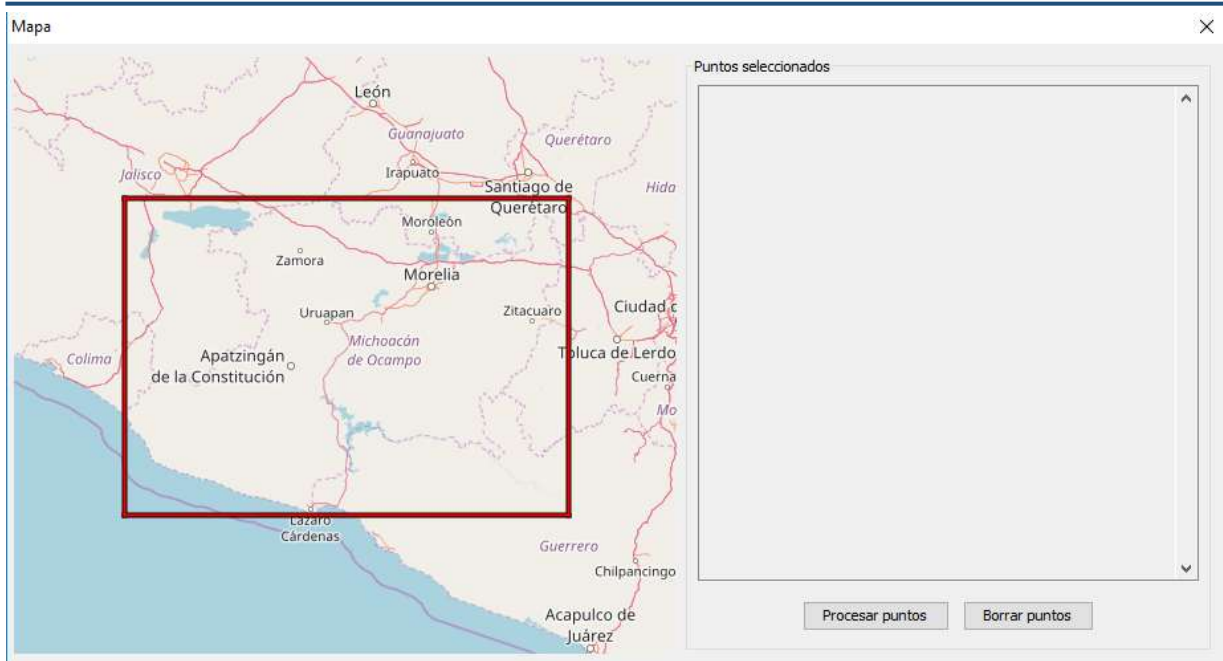 Mapa
Puntos seleccionados
León
Guanajuato
Querétaro
Jalisco
Irapuato
Santiago de
Querétaro
Hida
Moroleón
Zamora
Morelia
Uruapan
Zitacuaro
Ciudad d
Michoacán
de Ocampo
Colima
Apatzingán
de la Constitución
Toluca de Lerdo
Cuerna
Mo
Lázaro
Cárdenas
Guerrero
Chilpancingo
Acapulco de
Juárez
Procesar puntos
Borrar puntos